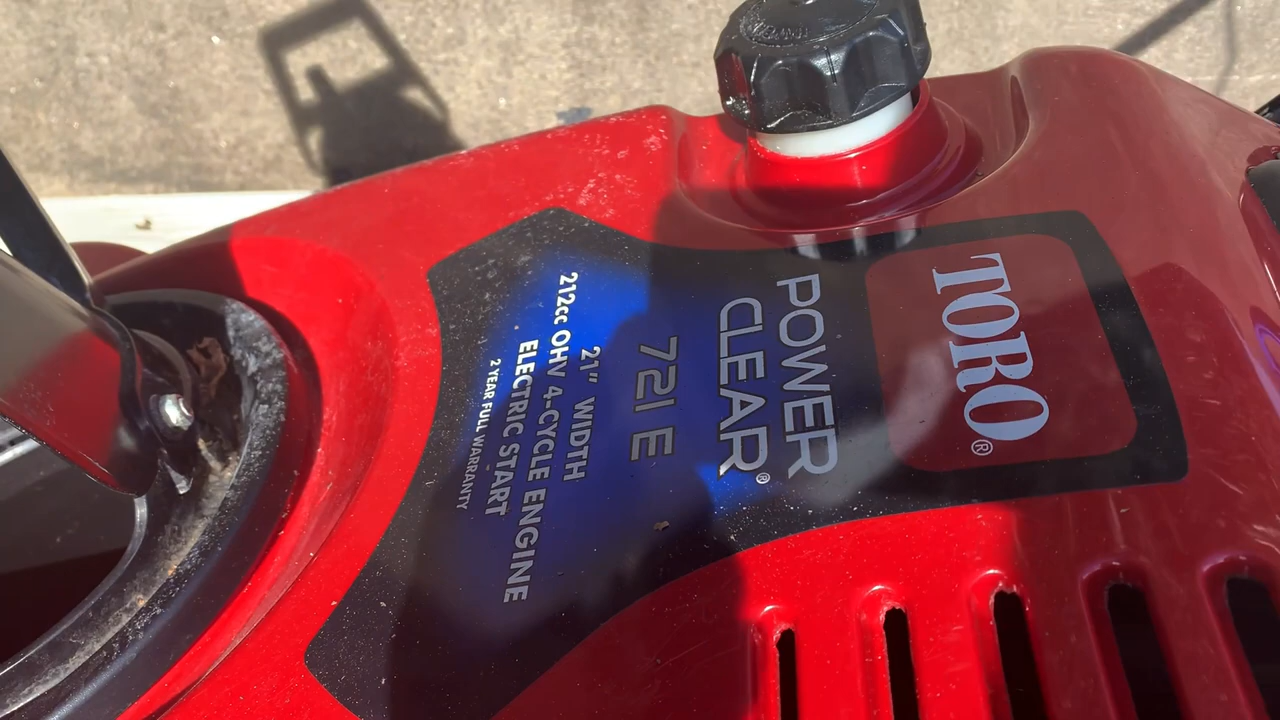 TORO®
POWER
CLEAR®
721 E
21" WIDTH
212cc OHV 4-CYCLE ENGINE
ELECTRIC START
2 YEAR FULL WARRANTY